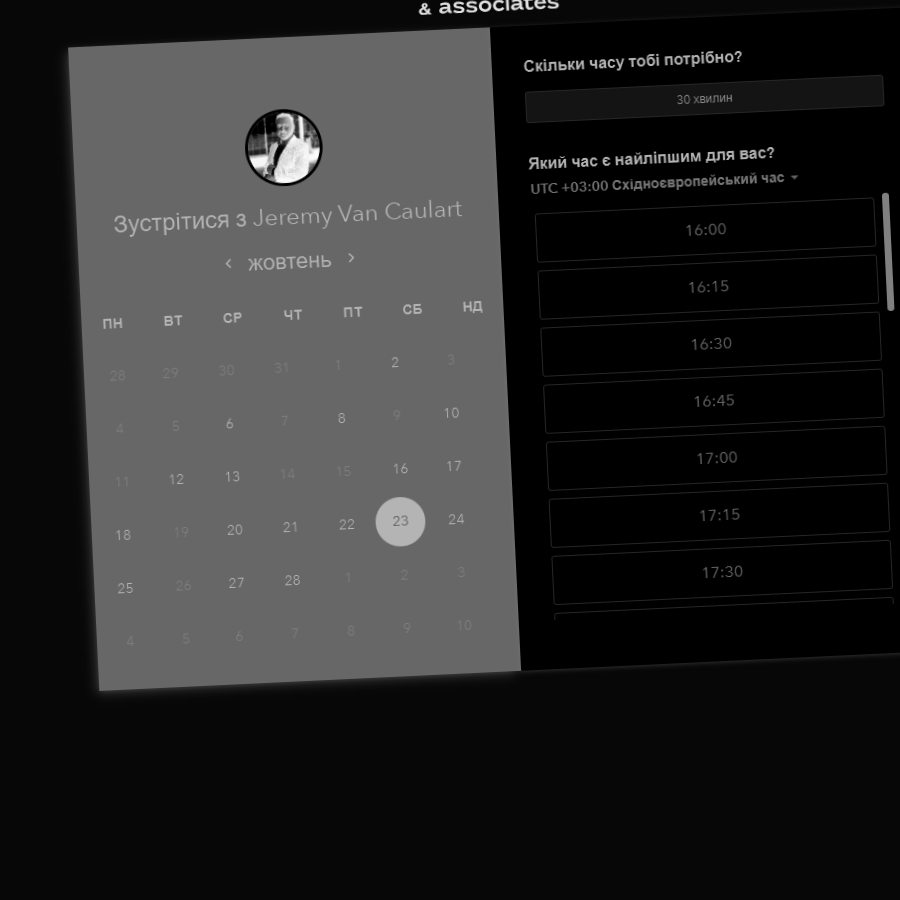 & associates
Зустрітися з Jeremy Van Caulart
жовтень
ПН ВТ СР ЧТ ПТ СБ НД
28 29 30 31 1 2 3
4 5 6 7 8 9 10
11 12 13 14 15 16 17
18 19 20 21 22 23 24
25 26 27 28 1 2 3
4 5 6 7 8 9 10
Скільки часу тобі потрібно?
30 хвилин
Який час є найліпшим для вас?
UTC +03:00 Східноєвропейський час
16:00
16:15
16:30
16:45
17:00
17:15
17:30